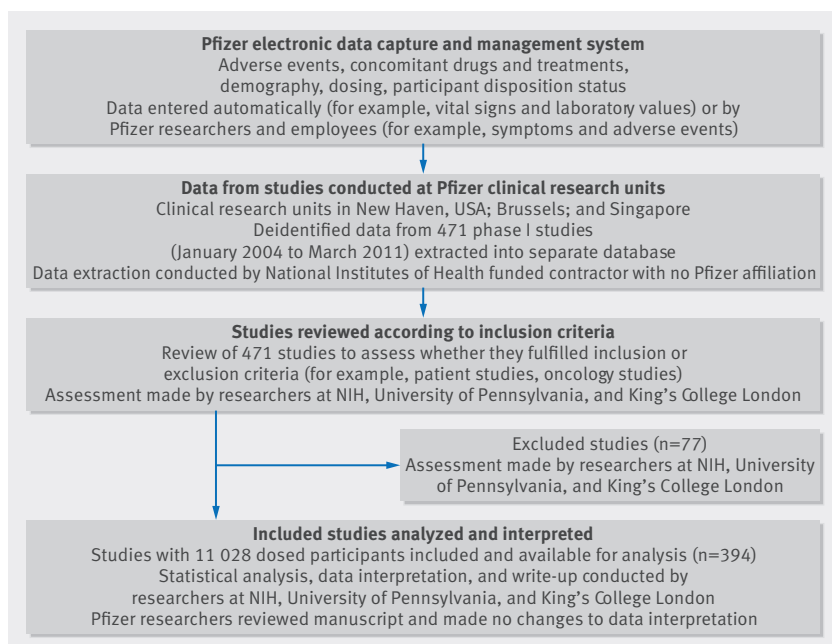 Pfizer electronic data capture and management system
Adverse events, concomitant drugs and treatments,
demography, dosing, participant disposition status
Data entered automatically (for example, vital signs and laboratory values) or by
Pfizer researchers and employees (for example, symptoms and adverse events)
Data from studies conducted at Pfizer clinical research units
Clinical research units in New Haven, USA; Brussels; and Singapore
Deidentified data from 471 phase I studies
(January 2004 to March 2011) extracted into separate database
Data extraction conducted by National Institutes of Health funded contractor with no Pfizer affiliation
Studies reviewed according to inclusion criteria
Review of 471 studies to assess whether they fulfilled inclusion or
exclusion criteria (for example, patient studies, oncology studies)
Assessment made by researchers at NIH, University of Pennsylvania, and King's College London
Excluded studies (n=77)
Assessment made by researchers at NIH, University
of Pennsylvania, and King's College London
Included studies analyzed and interpreted
Studies with 11 028 dosed participants included and available for analysis (n=394)
Statistical analysis, data interpretation, and write-up conducted by
researchers at NIH, University of Pennsylvania, and King's College London
Pfizer researchers reviewed manuscript and made no changes to data interpretation